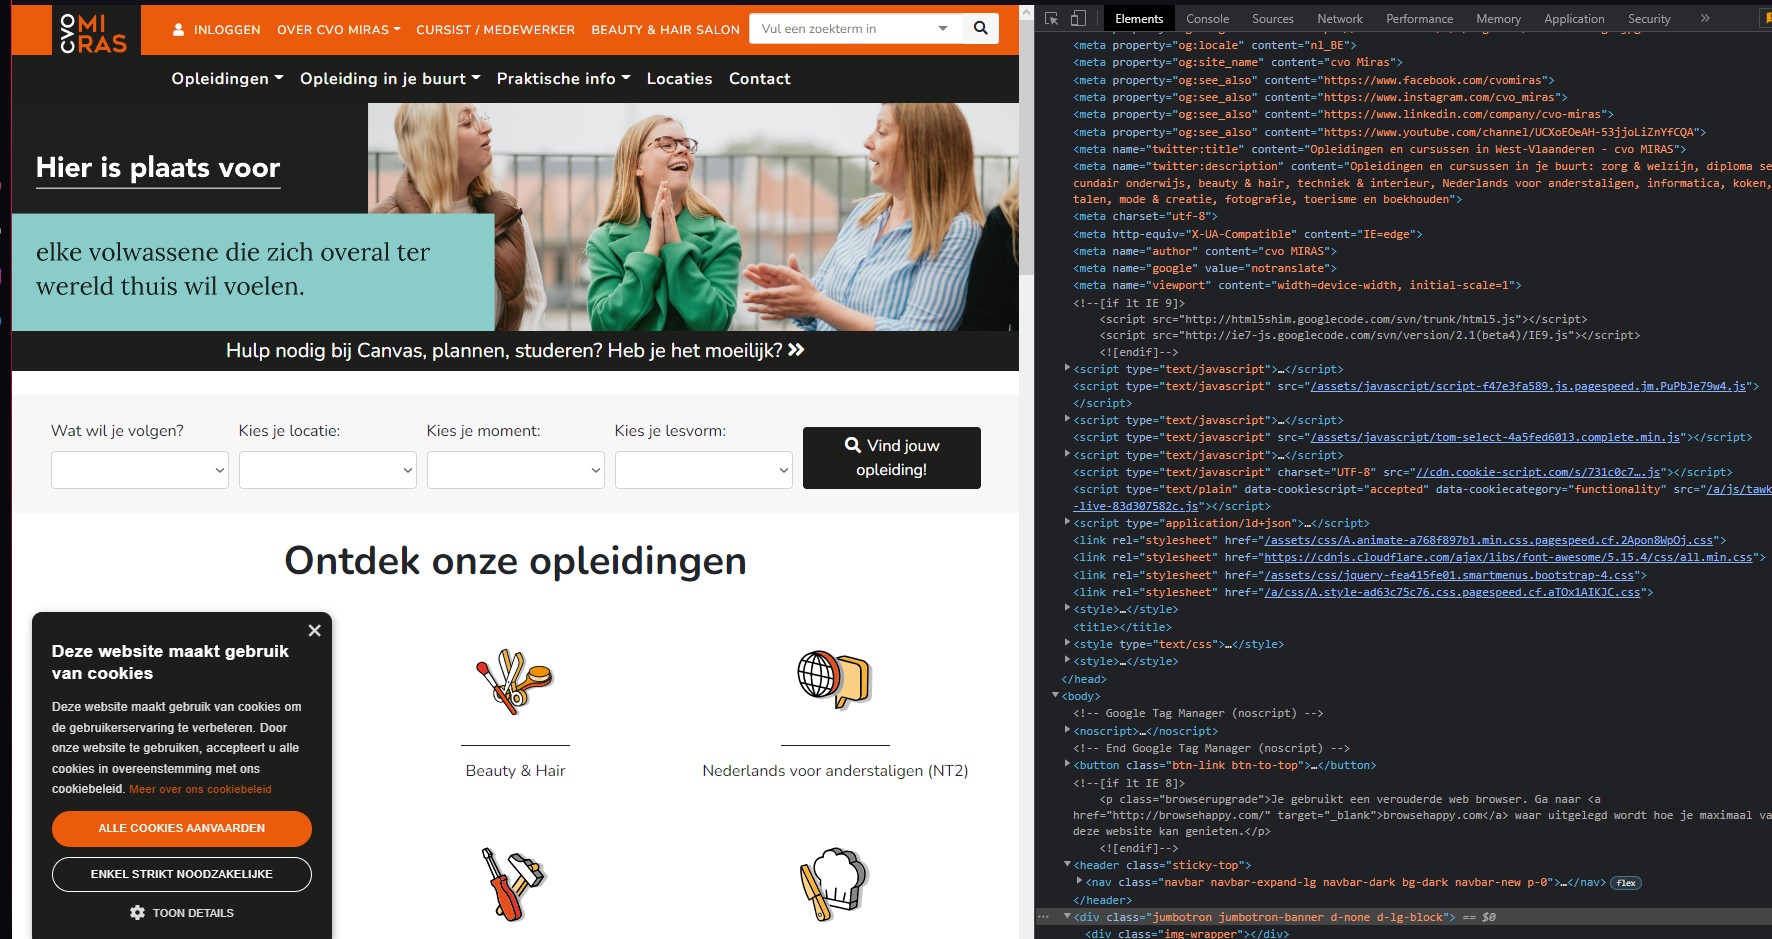 CVO
MI
RAS
INLOGGEN
OVER CVO MIRAS
CURSIST / MEDEWERKER
BEAUTY & HAIR SALON
Vul een zoekterm in
Opleidingen
Opleiding in je buurt
Praktische info
Locaties
Contact
Hier is plaats voor
elke volwassene die zich overal ter
wereld thuis wil voelen.
Hulp nodig bij Canvas, plannen, studeren? Heb je het moeilijk?
Wat wil je volgen?
Kies je locatie:
Kies je moment:
Kies je lesvorm:
Vind jouw
opleiding!
Ontdek onze opleidingen
Beauty & Hair
Nederlands voor anderstaligen (NT2)
Deze website maakt gebruik
van cookies
Deze website maakt gebruik van cookies om
de gebruikerservaring te verbeteren. Door
onze website te gebruiken, accepteert u alle
cookies in overeenstemming met ons
cookiebeleid. Meer over ons cookiebeleid
ALLE COOKIES AANVAARDEN
ENKEL STRIKT NOODZAKELIJKE
TOON DETAILS
Elements Console Sources Network Performance Memory Application Security »
<meta property="og:locale" content="nl_BE">
<meta property="og:site_name" content="cvo Miras">
<meta property="og:see_also" content="https://www.facebook.com/cvomiras">
<meta property="og:see_also" content="https://www.instagram.com/cvo_miras">
<meta property="og:see_also" content="https://www.linkedin.com/company/cvo-miras">
<meta property="og:see_also" content="https://www.youtube.com/channel/UCXoEOeAH-53jjoLiZnYfCQA">
<meta name="twitter:title" content="Opleidingen en cursussen in West-Vlaanderen - cvo MIRAS">
<meta name="twitter:description" content="Opleidingen en cursussen in je buurt: zorg & welzijn, diploma se
cundair onderwijs, beauty & hair, techniek & interieur, Nederlands voor anderstaligen, informatica, koken,
talen, mode & creatie, fotografie, toerisme en boekhouden">
<meta charset="utf-8">
<meta http-equiv="X-UA-Compatible" content="IE=edge">
<meta name="author" content="cvo MIRAS">
<meta name="google" value="notranslate">
<meta name="viewport" content="width=device-width, initial-scale=1">
<!--[if lt IE 9]>
<script src="http://html5shim.googlecode.com/svn/trunk/html5.js"></script>
<script src="http://ie7-js.googlecode.com/svn/version/2.1(beta4)/IE9.js"></script>
<![endif]-->
<script type="text/javascript">…</script>
<script type="text/javascript" src="/assets/javascript/script-f47e3fa589.js.pagespeed.jm.PuPbJe79w4.js">
</script>
<script type="text/javascript">…</script>
<script type="text/javascript" src="/assets/javascript/tom-select-4a5fed6013.complete.min.js"></script>
<script type="text/javascript">…</script>
<script type="text/javascript" charset="UTF-8" src="//cdn.cookie-script.com/s/731c0c7….js"></script>
<script type="text/plain" data-cookiescript="accepted" data-cookiecategory="functionality" src="/a/js/tawk
-live-83d307582c.js"></script>
<script type="application/ld+json">…</script>
<link rel="stylesheet" href="/assets/css/A.animate-a768f897b1.min.css.pagespeed.cf.2Apon8WpOj.css">
<link rel="stylesheet" href="https://cdnjs.cloudflare.com/ajax/libs/font-awesome/5.15.4/css/all.min.css">
<link rel="stylesheet" href="/assets/css/jquery-fea415fe01.smartmenus.bootstrap-4.css">
<link rel="stylesheet" href="/a/css/A.style-ad63c75c76.css.pagespeed.cf.aTOx1AIKJC.css">
<style>…</style>
<title></title>
<style type="text/css">…</style>
<style>…</style>
</head>
<body>
<!-- Google Tag Manager (noscript) -->
<noscript>…</noscript>
<!-- End Google Tag Manager (noscript) -->
<button class="btn-link btn-to-top">…</button>
<!--[if lt IE 8]>
<p class="browserupgrade">Je gebruikt een verouderde web browser. Ga naar <a
href="http://browsehappy.com/" target="_blank">browsehappy.com</a> waar uitgelegd wordt hoe je maximaal va
deze website kan genieten.</p>
<![endif]-->
<header class="sticky-top">
<nav class="navbar navbar-expand-lg navbar-dark bg-dark navbar-new p-0">…</nav> flex
</header>
<div class="jumbotron jumbotron-banner d-none d-lg-block"> == $0
<div class="img-wrapper"></div>